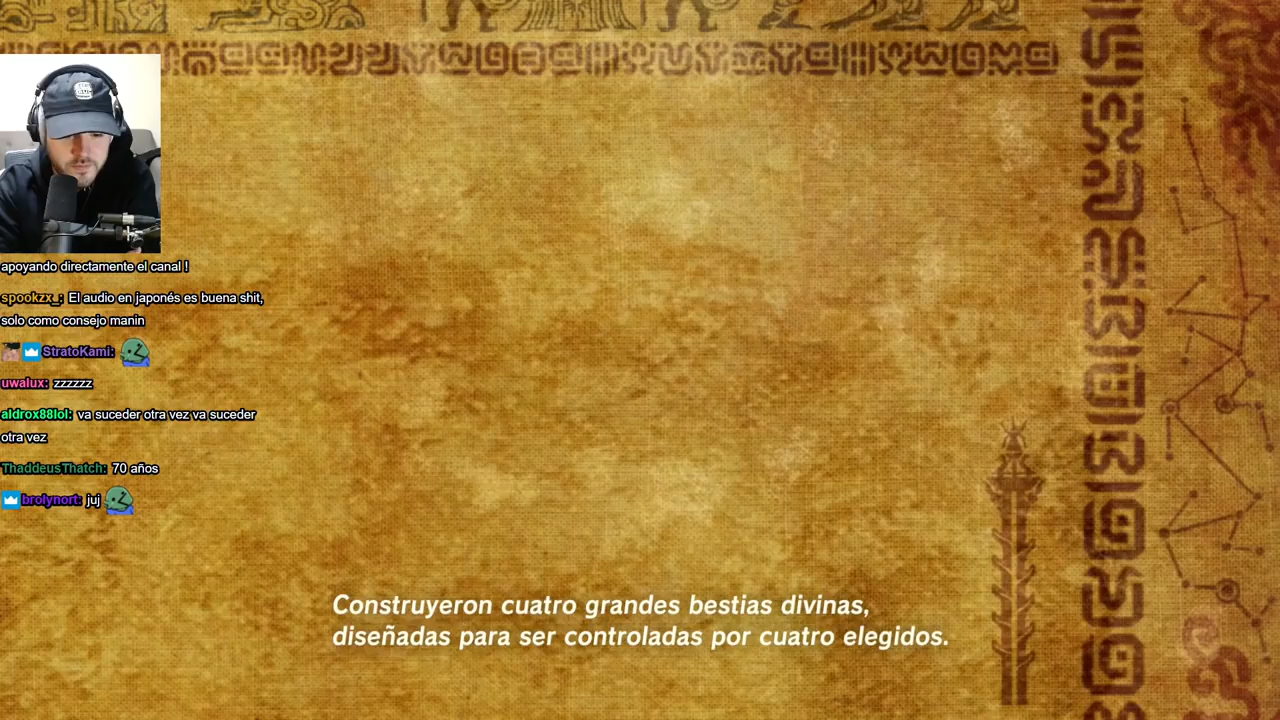 apoyando directamente el canal !
spookzx_: El audio en japonés es buena shit,
solo como consejo manin
StratoKami:
uwalux: zzzzzz
aldrox88lol: va suceder otra vez va suceder
otra vez
ThaddeusThatch: 70 años
brolynort: juj
Construyeron cuatro grandes bestias divinas,
diseñadas para ser controladas por cuatro elegidos.